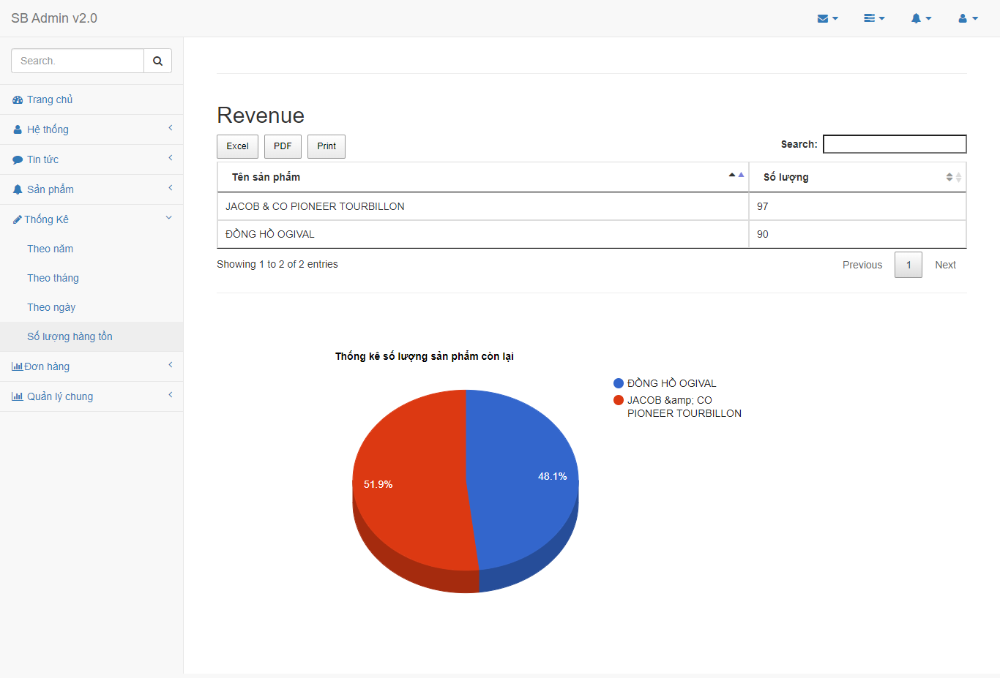 SB Admin v2.0
Search.
Trang chủ
Hệ thống
Tin tức
Sản phẩm
Thống Kê
Theo năm
Theo tháng
Theo ngày
Số lượng hàng tồn
Đơn hàng
Quản lý chung
Revenue
Excel PDF Print Search:
Tên sản phẩm Số lượng
JACOB & CO PIONEER TOURBILLON 97
ĐỒNG HỒ OGIVAL 90
Showing 1 to 2 of 2 entries Previous 1 Next
Thống kê số lượng sản phẩm còn lại
ĐỒNG HỒ OGIVAL
JACOB &amp; CO
PIONEER TOURBILLON
48.1%
51.9%